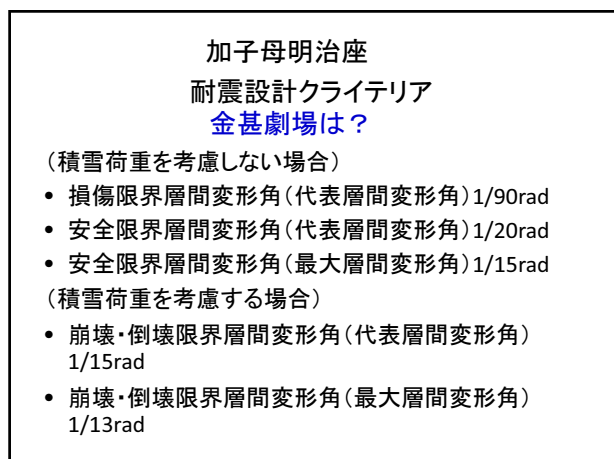 加子母明治座
耐震設計クライテリア
金甚劇場は？
（積雪荷重を考慮しない場合）
• 損傷限界層間変形角（代表層間変形角）1/90rad
• 安全限界層間変形角（代表層間変形角）1/20rad
• 安全限界層間変形角（最大層間変形角）1/15rad
（積雪荷重を考慮する場合）
• 崩壊・倒壊限界層間変形角（代表層間変形角）
1/15rad
• 崩壊・倒壊限界層間変形角（最大層間変形角）
1/13rad